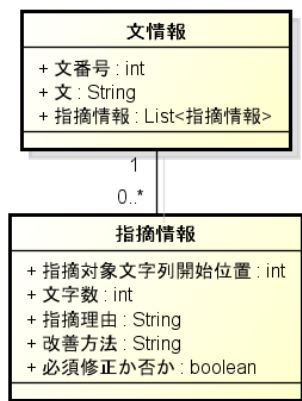 文情報
+ 文番号 : int
+ 文 : String
+ 指摘情報 : List<指摘情報>
1
0..*
指摘情報
+ 指摘対象文字列開始位置 : int
+ 文字数 : int
+ 指摘理由 : String
+ 改善方法 : String
+ 必須修正か否か : boolean